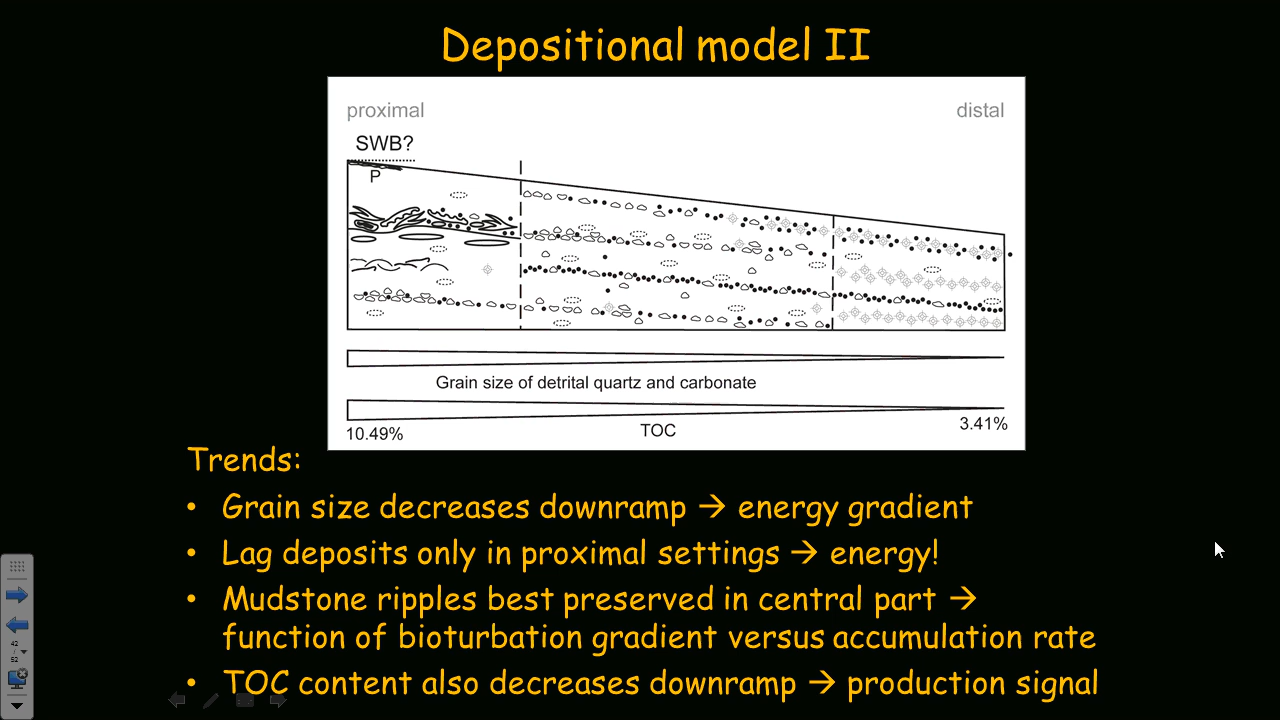 Depositional model II
proximal
distal
SWB?
P
Grain size of detrital quartz and carbonate
10.49%
TOC
3.41%
Trends:
• Grain size decreases downramp → energy gradient
• Lag deposits only in proximal settings → energy!
• Mudstone ripples best preserved in central part →
function of bioturbation gradient versus accumulation rate
• TOC content also decreases downramp → production signal
42
/
52